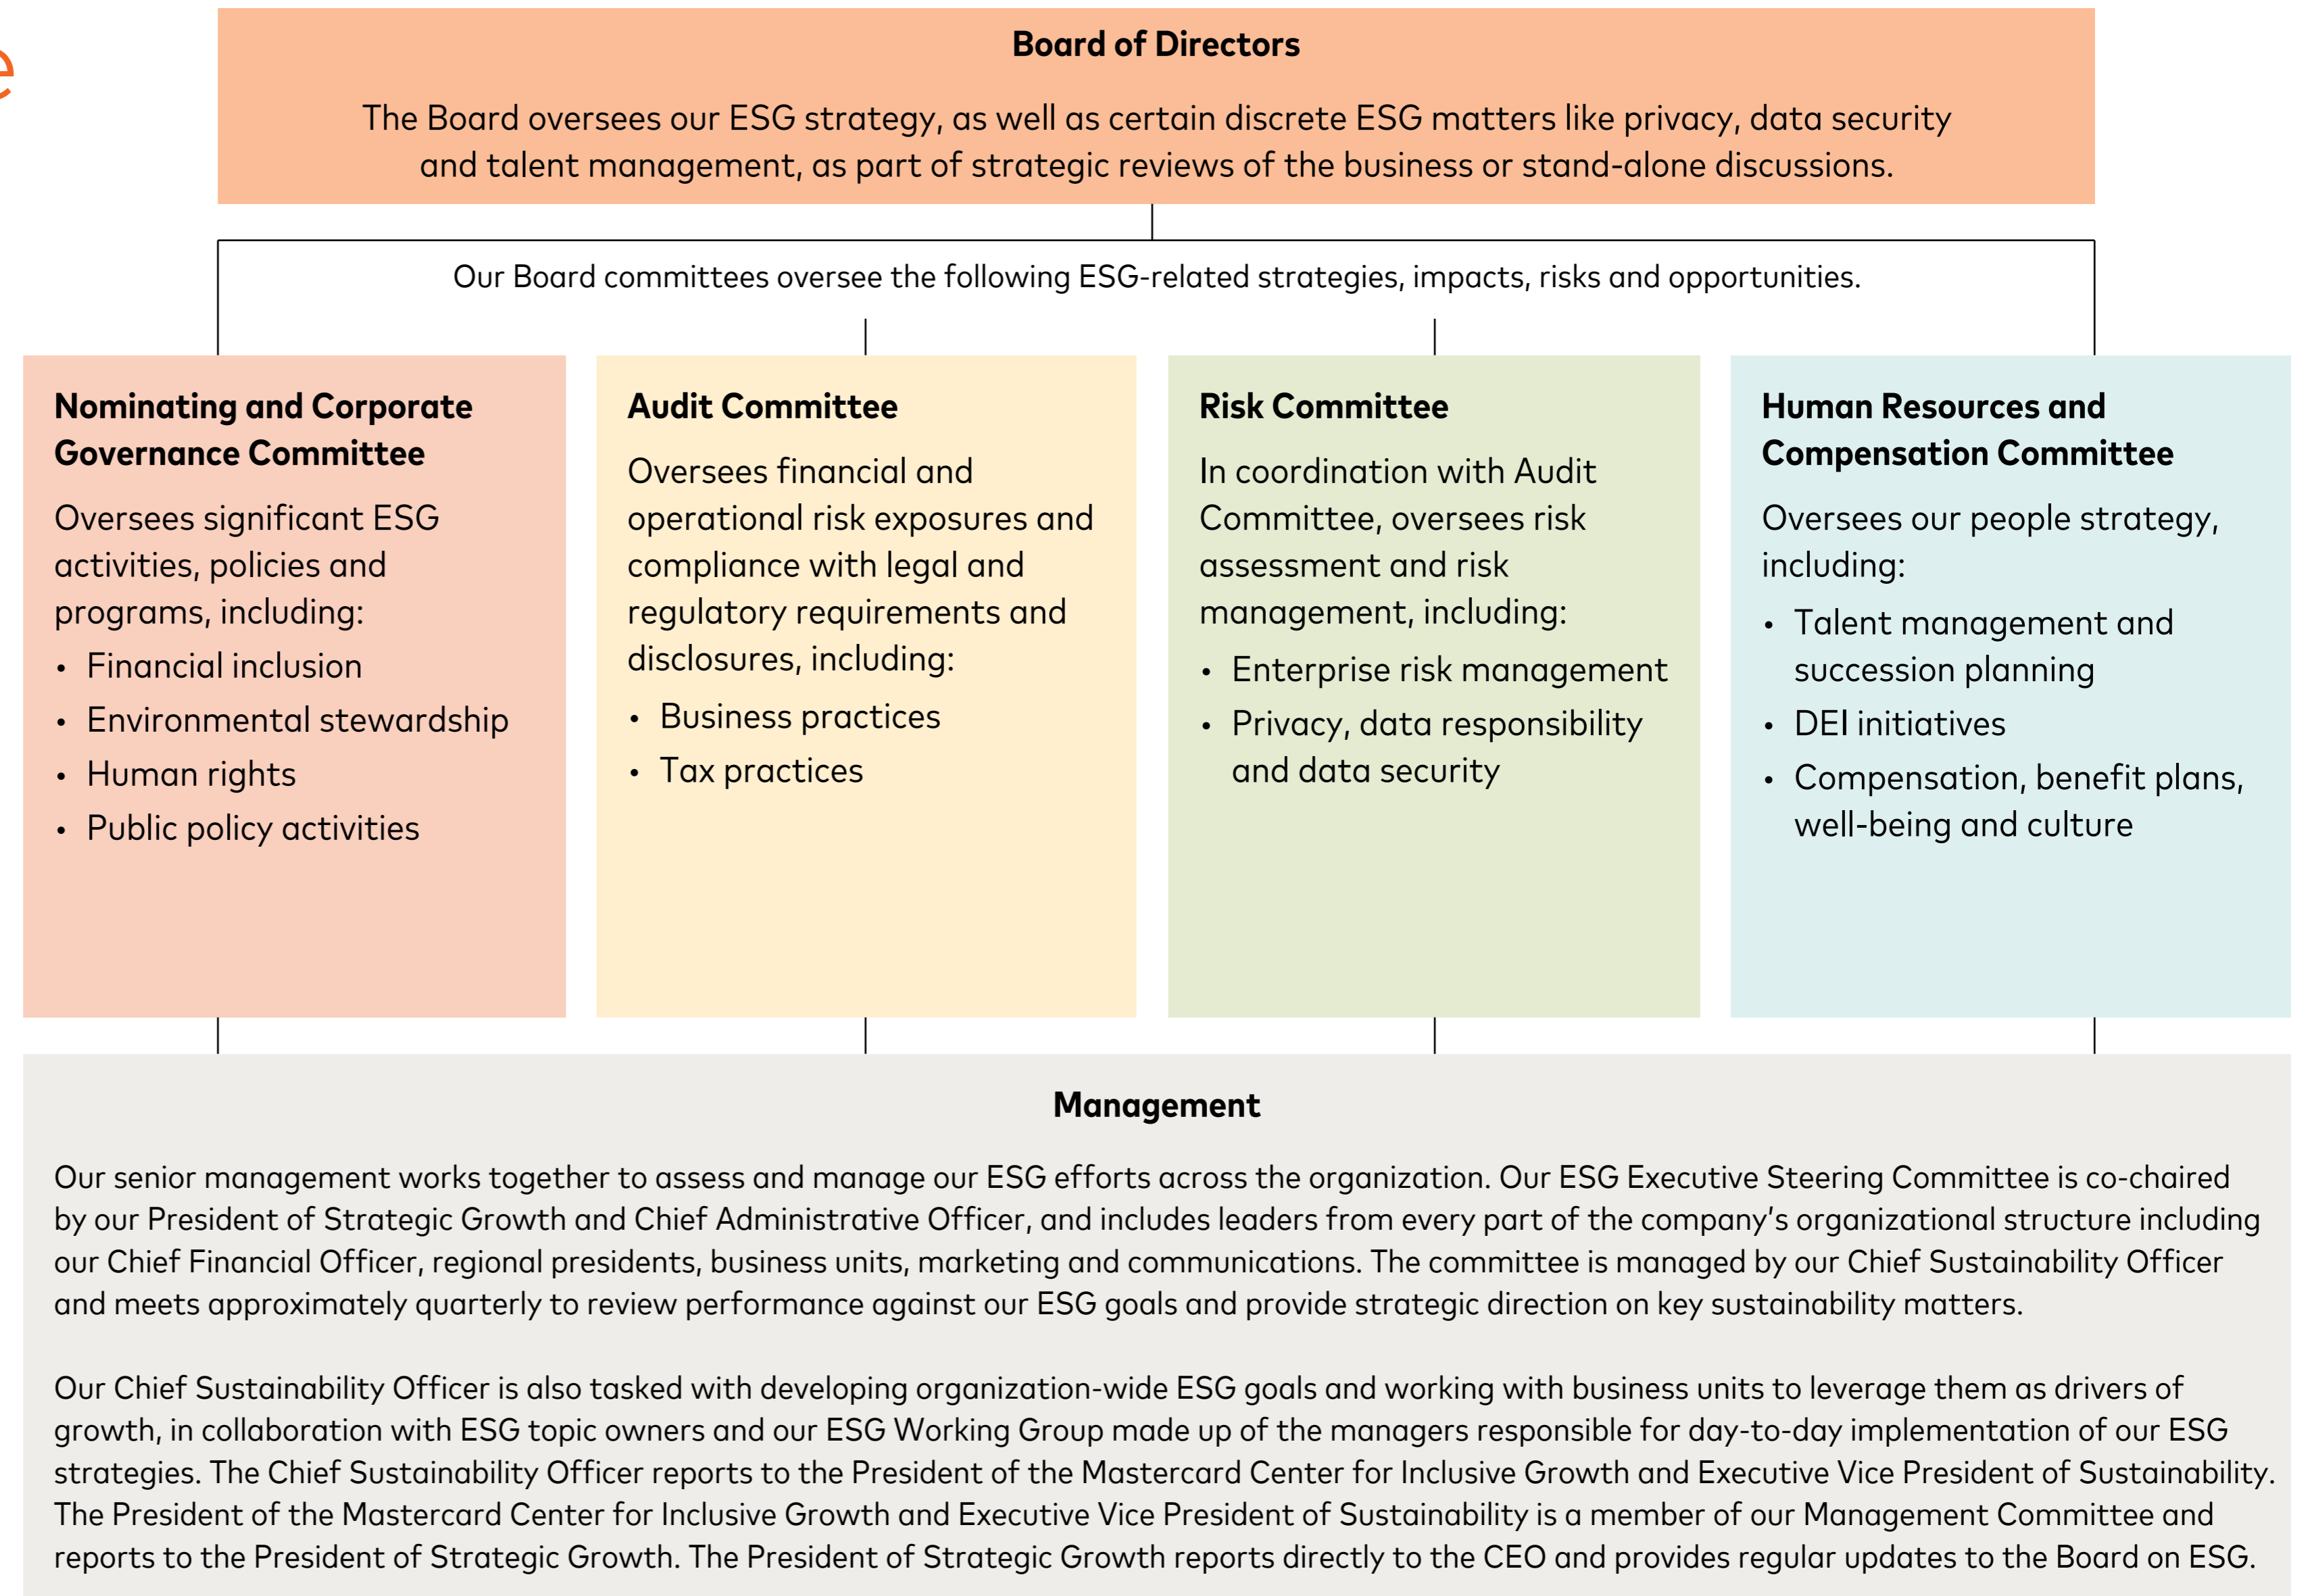 Board of Directors
The Board oversees our ESG strategy, as well as certain discrete ESG matters like privacy, data security
and talent management, as part of strategic reviews of the business or stand-alone discussions.
Our Board committees oversee the following ESG-related strategies, impacts, risks and opportunities.
Nominating and Corporate
Governance Committee
Oversees significant ESG
activities, policies and
programs, including:
• Financial inclusion
• Environmental stewardship
• Human rights
• Public policy activities
Audit Committee
Oversees financial and
operational risk exposures and
compliance with legal and
regulatory requirements and
disclosures, including:
• Business practices
• Tax practices
Risk Committee
In coordination with Audit
Committee, oversees risk
assessment and risk
management, including:
• Enterprise risk management
• Privacy, data responsibility
and data security
Human Resources and
Compensation Committee
Oversees our people strategy,
including:
• Talent management and
succession planning
• DEI initiatives
• Compensation, benefit plans,
well-being and culture
Management
Our senior management works together to assess and manage our ESG efforts across the organization. Our ESG Executive Steering Committee is co-chaired
by our President of Strategic Growth and Chief Administrative Officer, and includes leaders from every part of the company's organizational structure including
our Chief Financial Officer, regional presidents, business units, marketing and communications. The committee is managed by our Chief Sustainability Officer
and meets approximately quarterly to review performance against our ESG goals and provide strategic direction on key sustainability matters.
Our Chief Sustainability Officer is also tasked with developing organization-wide ESG goals and working with business units to leverage them as drivers of
growth, in collaboration with ESG topic owners and our ESG Working Group made up of the managers responsible for day-to-day implementation of our ESG
strategies. The Chief Sustainability Officer reports to the President of the Mastercard Center for Inclusive Growth and Executive Vice President of Sustainability.
The President of the Mastercard Center for Inclusive Growth and Executive Vice President of Sustainability is a member of our Management Committee and
reports to the President of Strategic Growth. The President of Strategic Growth reports directly to the CEO and provides regular updates to the Board on ESG.